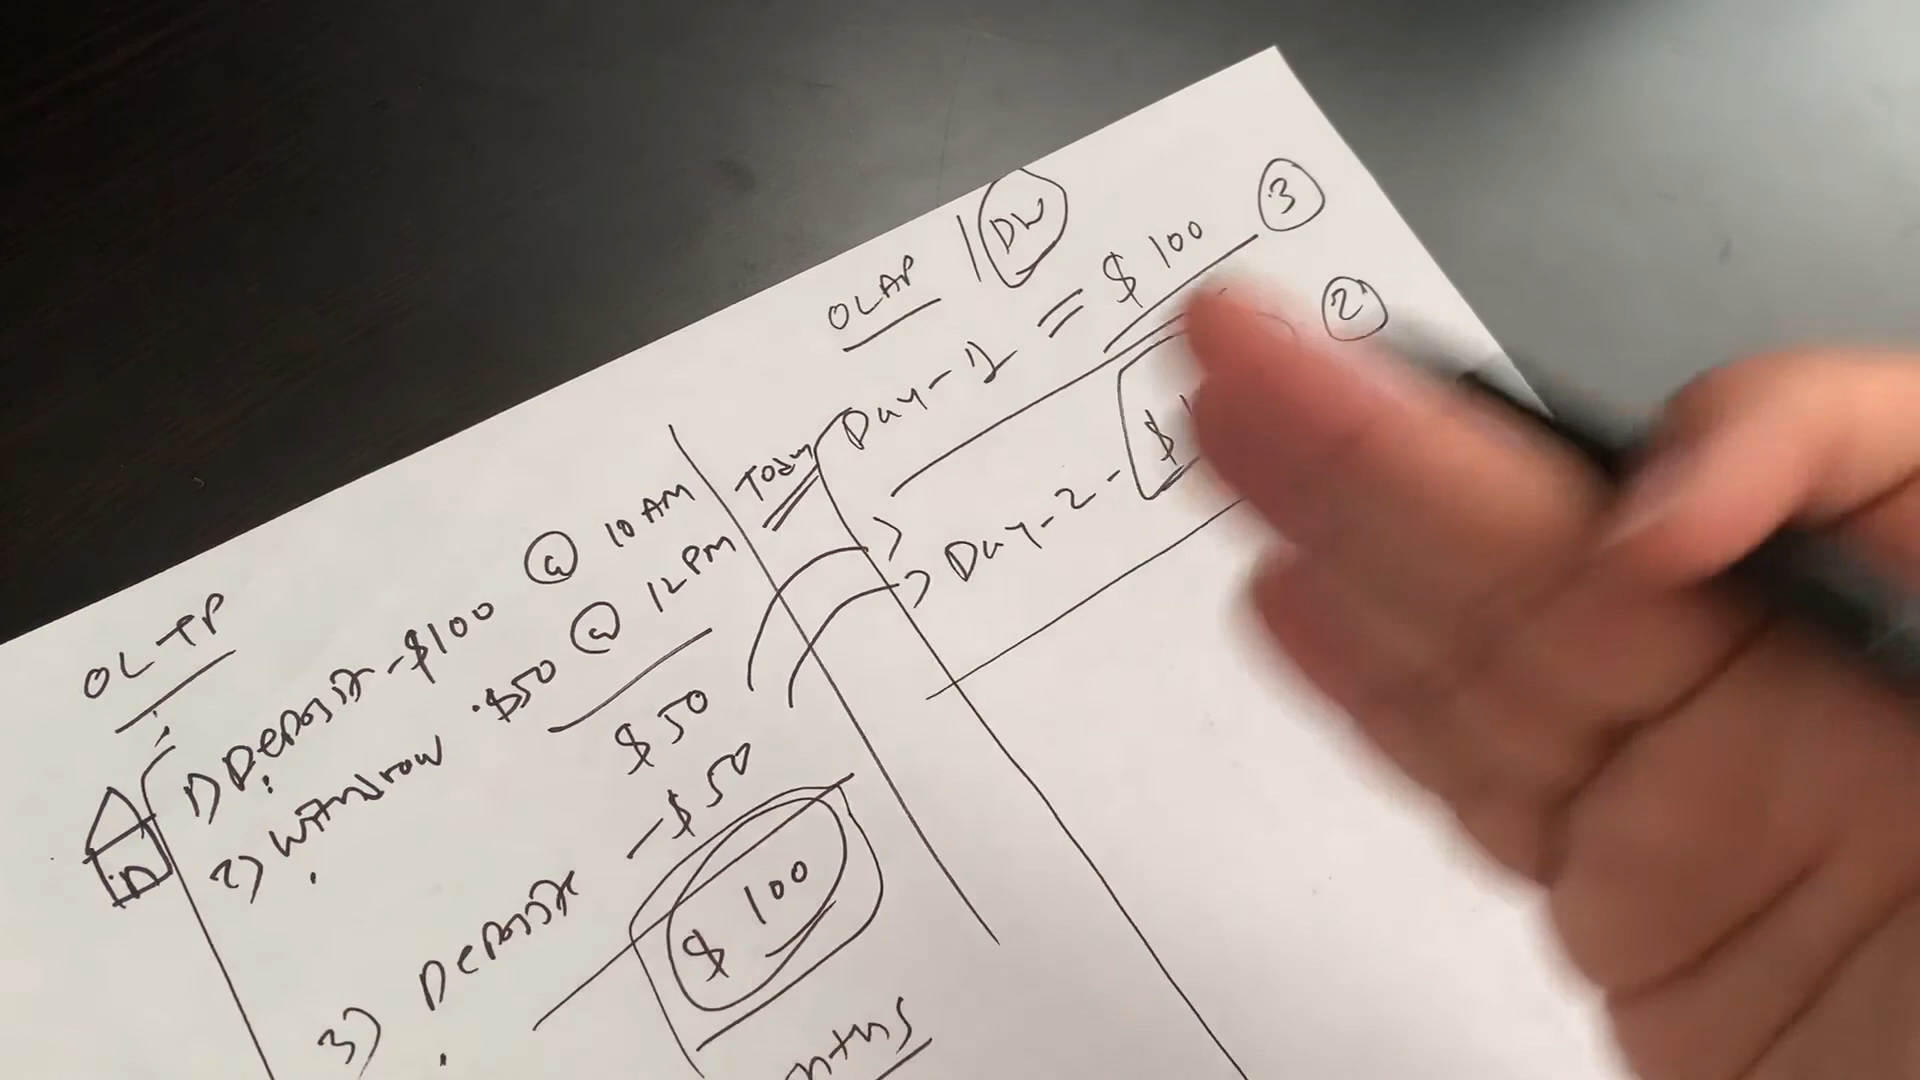 OLTP
1) Deposit - $100 @ 10 AM
2) Withdraw $50 @ 12 PM
$50
3) Deposit - $50
$100
OLAP | DW
Today Day-1 = $100 3
Day-2 - $ 2